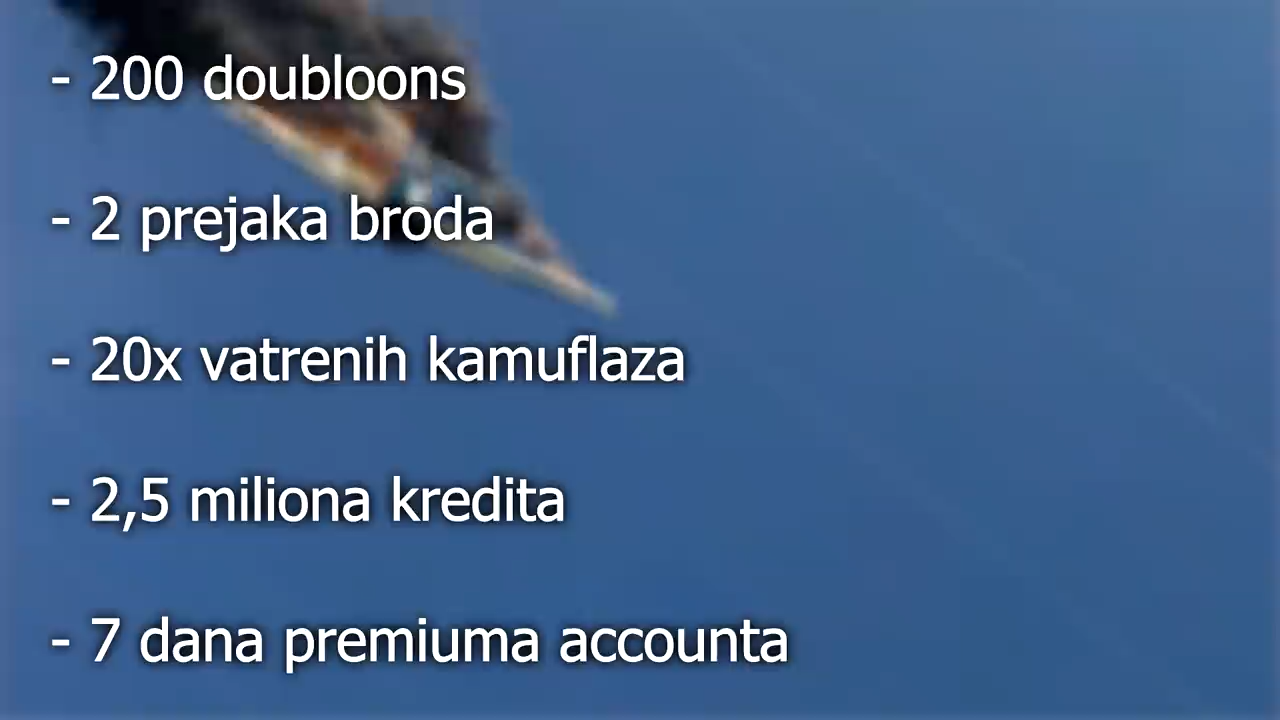 - 200 doubloons
- 2 prejaka broda
- 20x vatrenih kamuflaza
- 2,5 miliona kredita
- 7 dana premiuma accounta